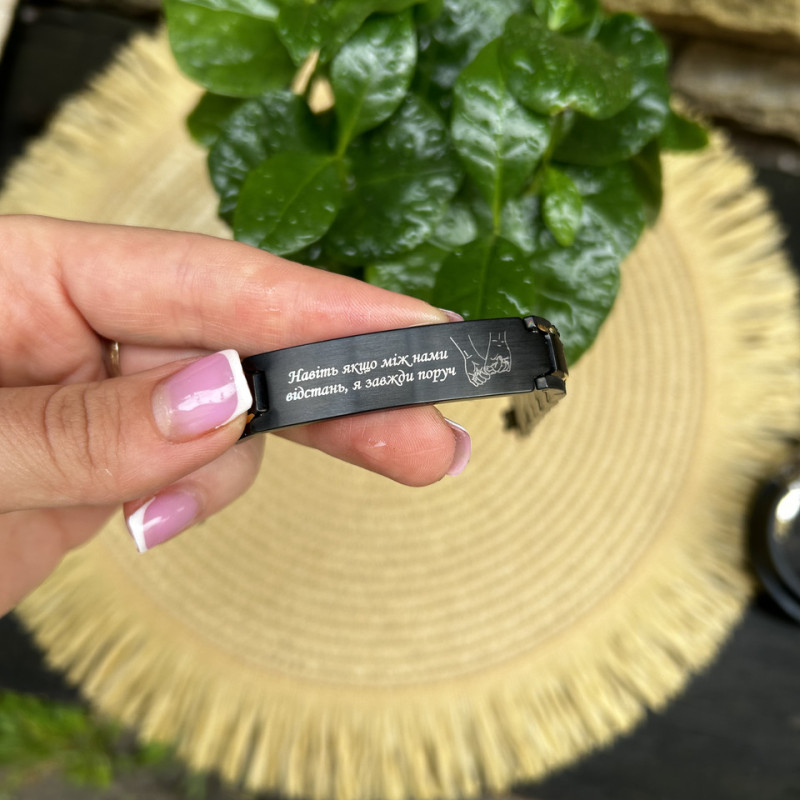 Навіть якщо між нами
відстань, я завжди поруч